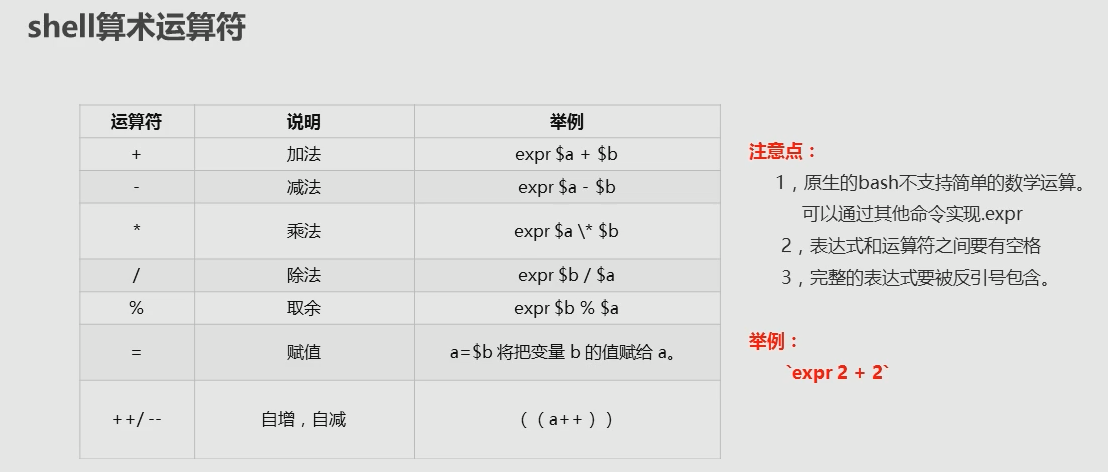 shell算术运算符
运算符 说明 举例
+ 加法 expr $a + $b
- 减法 expr $a - $b
* 乘法 expr $a \* $b
/ 除法 expr $b / $a
% 取余 expr $b % $a
= 赋值 a=$b 将把变量 b 的值赋给 a。
++/-- 自增，自减 （（a++））
注意点：
1，原生的bash不支持简单的数学运算。
可以通过其他命令实现.expr
2，表达式和运算符之间要有空格
3，完整的表达式要被反引号包含。
举例：
`expr 2 + 2`